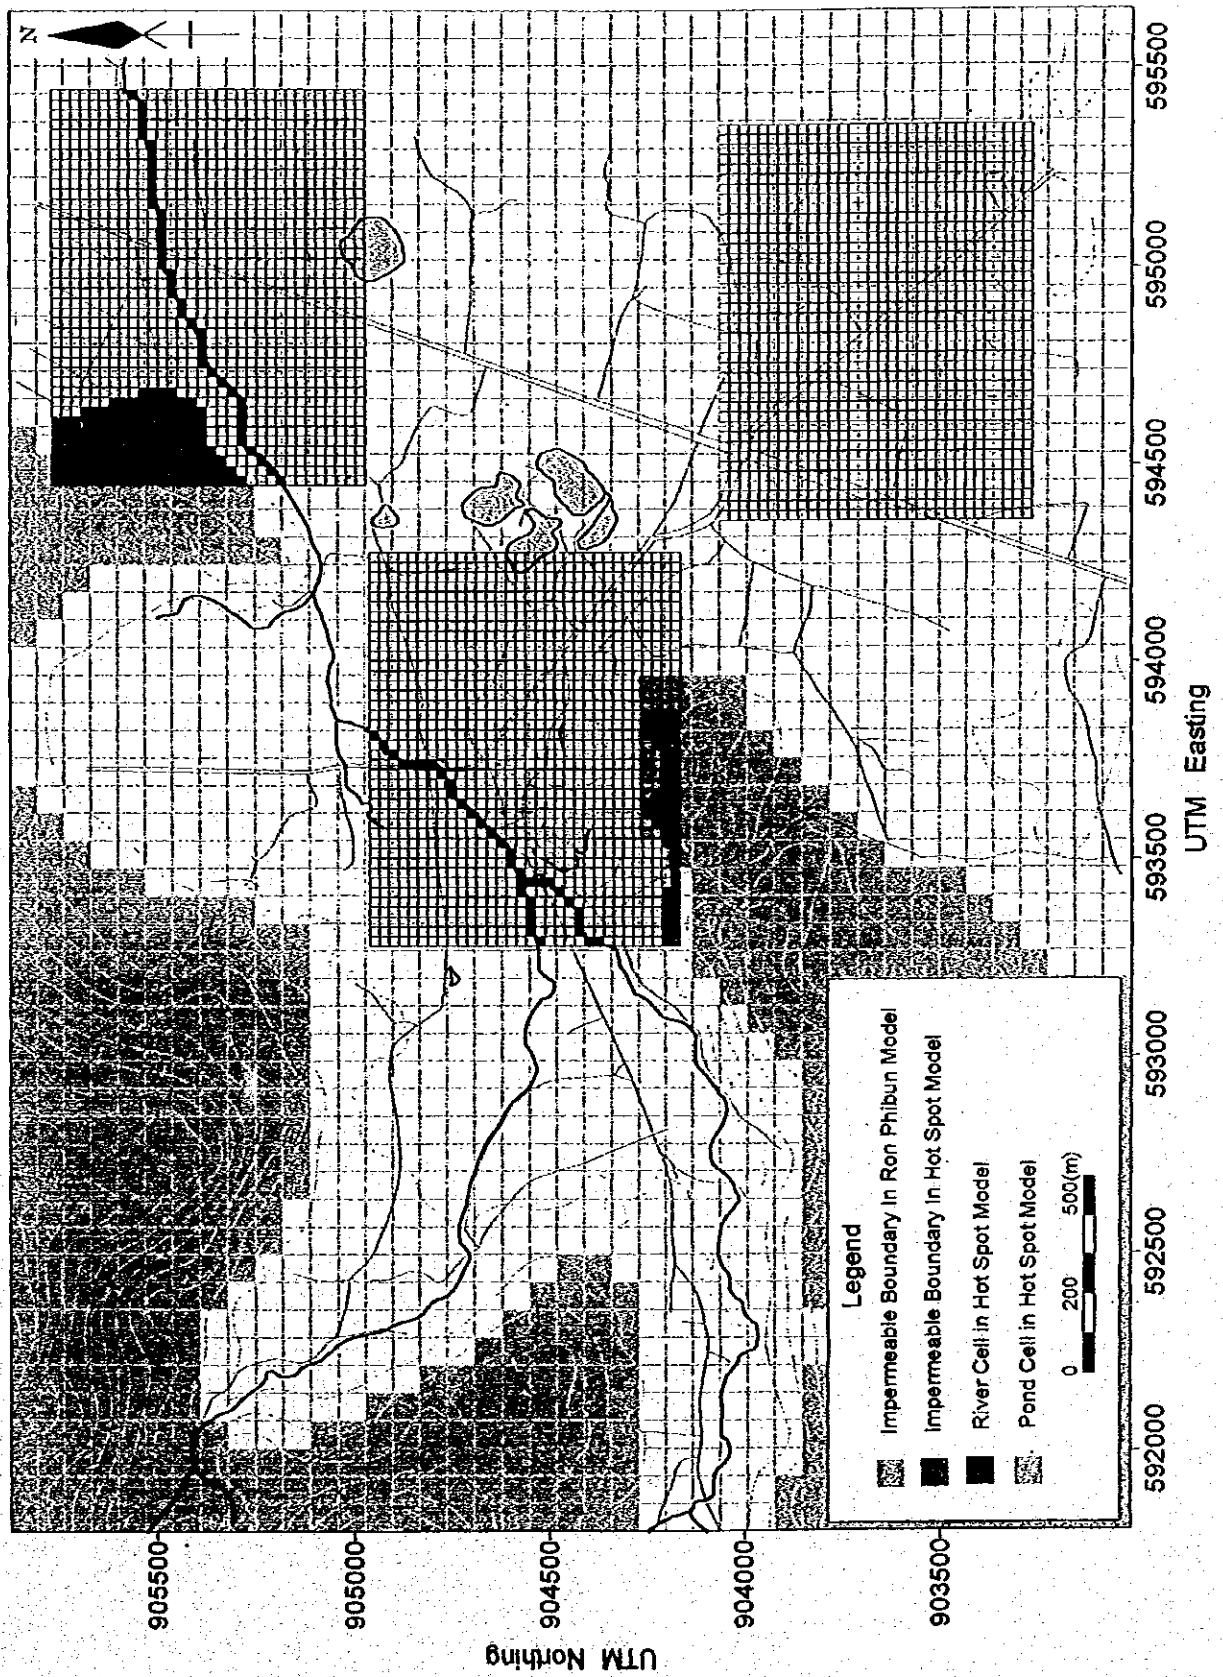 N
905500
905000
904500
904000
903500
UTM Northing
Legend
Impermeable Boundary in Ron Phibun Model
Impermeable Boundary in Hot Spot Model
River Cell in Hot Spot Model
Pond Cell in Hot Spot Model
0 200 500(m)
592000 592500 593000 593500 594000 594500 595000 595500
UTM Easting